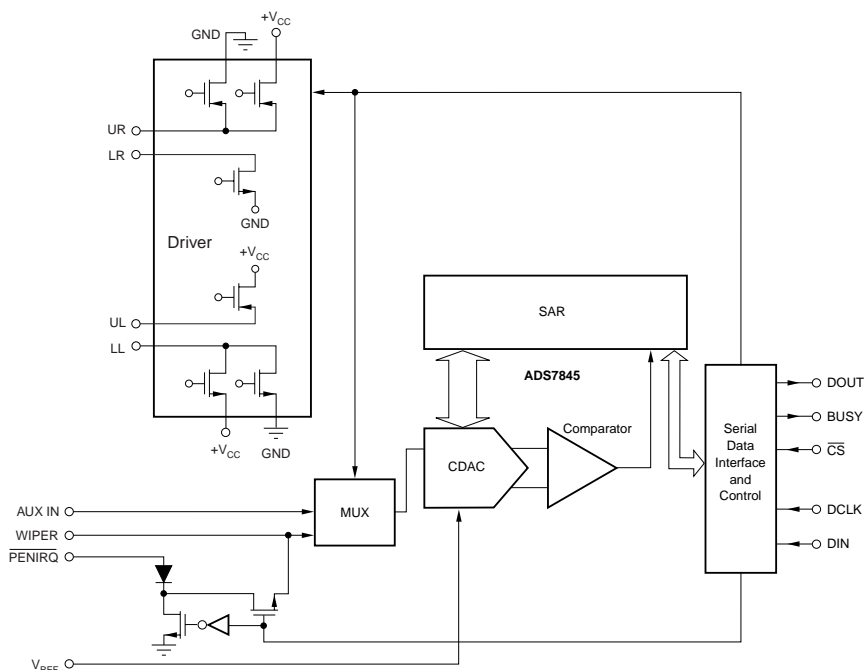 GND
+VCC
UR
LR
GND
Driver
+VCC
UL
LL
+VCC
GND
SAR
ADS7845
Comparator
CDAC
MUX
Serial
Data
Interface
and
Control
DOUT
BUSY
CS
DCLK
DIN
AUX IN
WIPER
PENIRQ
VREF